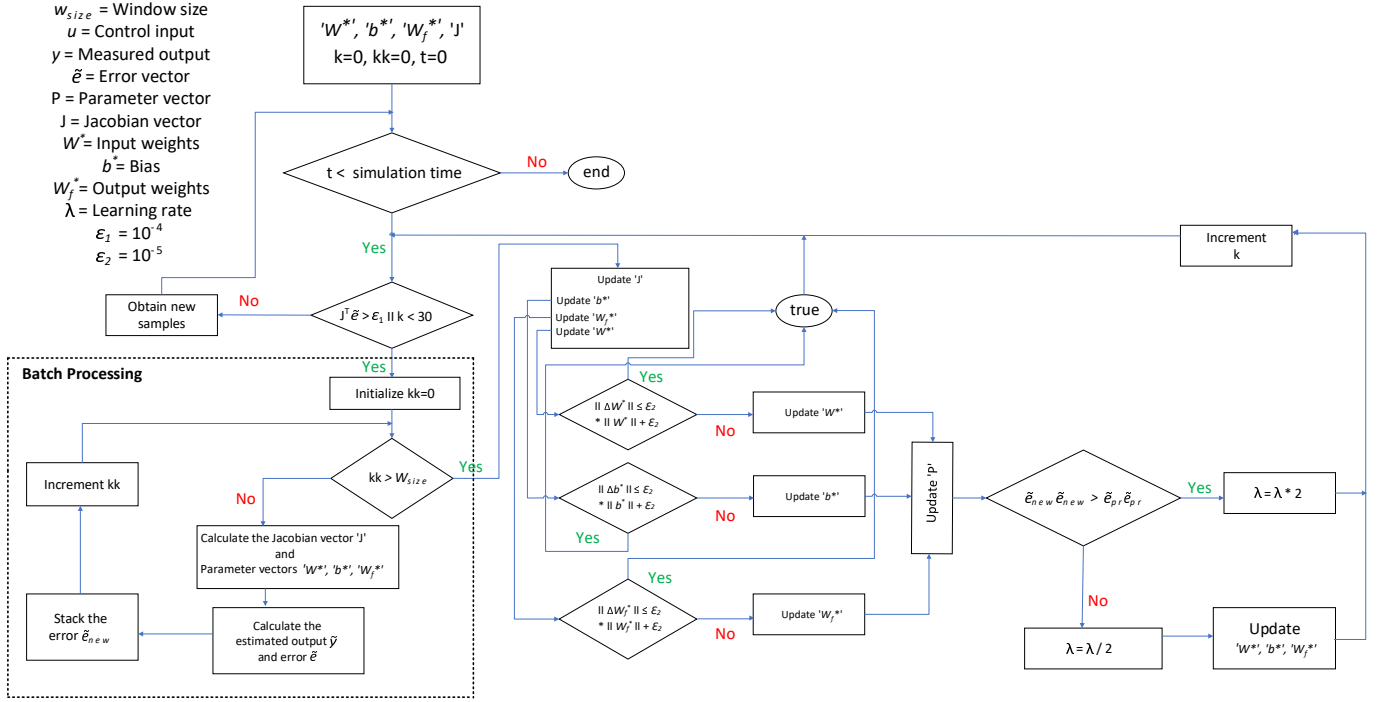 w_size = Window size
u = Control input
y = Measured output
ẽ = Error vector
P = Parameter vector
J = Jacobian vector
W* = Input weights
b* = Bias
W_f* = Output weights
λ = Learning rate
ε₁ = 10⁻⁴
ε₂ = 10⁻⁵
'W*', 'b*', 'W_f*', 'J'
k=0, kk=0, t=0
t < simulation time
No
end
Yes
Increment
k
Obtain new
samples
No
Jᵀ ẽ > ε₁ ǁ k < 30
Yes
Update 'J'
Update 'b*'
Update 'W_f*'
Update 'W*'
true
Batch Processing
Initialize kk=0
kk > W_size
Yes
No
Increment kk
Calculate the Jacobian vector 'J'
and
Parameter vectors 'W*', 'b*', 'W_f*'
Calculate the
estimated output ỹ
and error ẽ
Stack the
error ẽ_new
Yes
ǁ ΔW* ǁ ≤ ε₂
* ǁ W* ǁ + ε₂
No
Update 'W*'
ǁ Δb* ǁ ≤ ε₂
* ǁ b* ǁ + ε₂
No
Yes
Update 'b*'
Yes
ǁ ΔW_f* ǁ ≤ ε₂
* ǁ W_f* ǁ + ε₂
No
Update 'W_f*'
Update 'P'
ẽ_new ẽ_new > ẽ_pr ẽ_pr
Yes
λ = λ * 2
No
λ = λ / 2
Update
'W*', 'b*', 'W_f*'